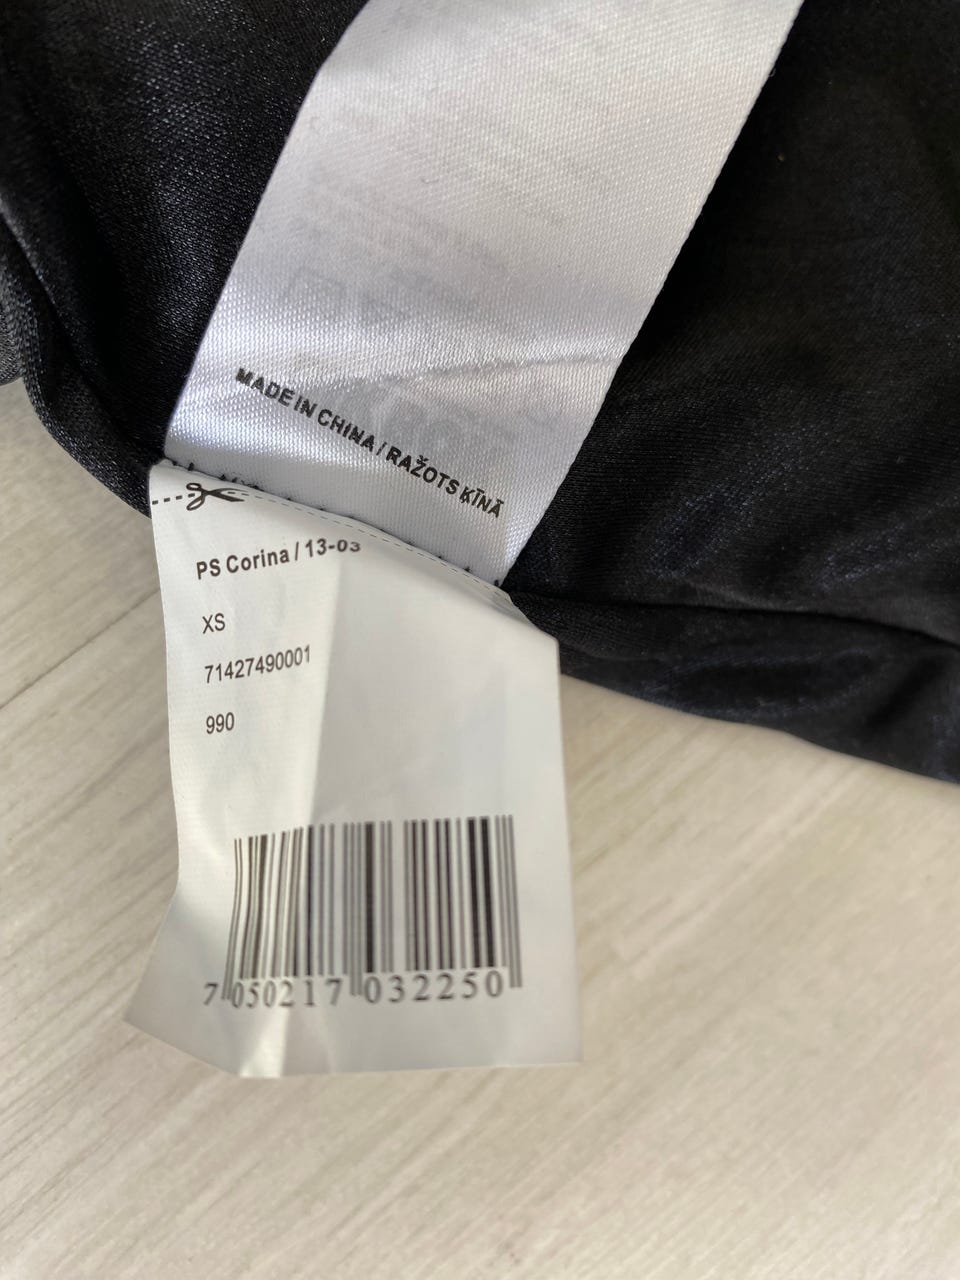 MADE IN CHINA / RAŽOTS ĶĪNĀ
PS Corina / 13-03
XS
71427490001
990
7 050217 032250